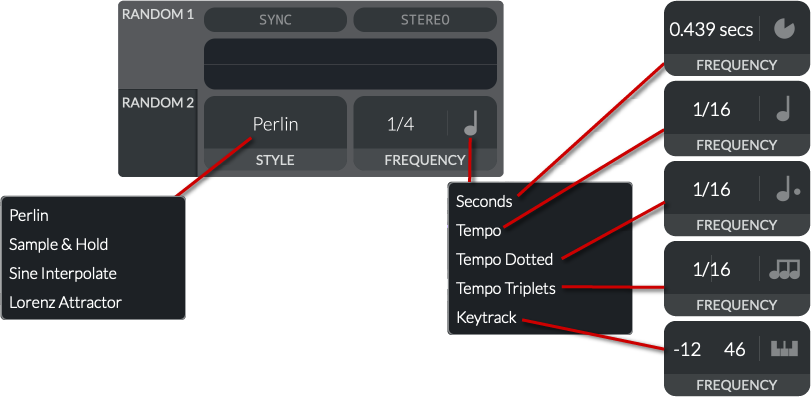 RANDOM 1
SYNC
STEREO
RANDOM 2
Perlin
STYLE
1/4
FREQUENCY
Perlin
Sample & Hold
Sine Interpolate
Lorenz Attractor
Seconds
Tempo
Tempo Dotted
Tempo Triplets
Keytrack
0.439 secs
FREQUENCY
1/16
FREQUENCY
1/16
FREQUENCY
1/16
FREQUENCY
-12 46
FREQUENCY